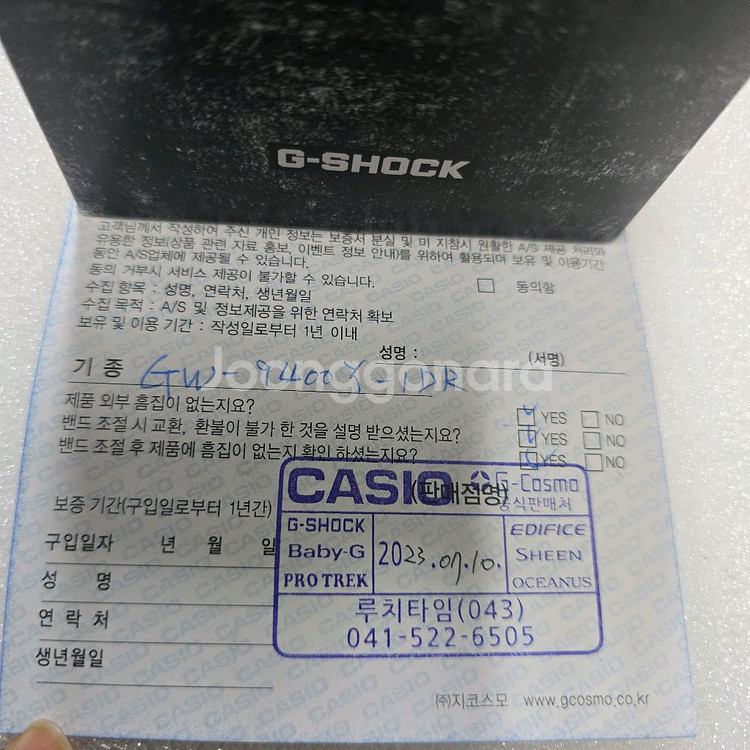 G-SHOCK
고객님께서 작성하여 주신 개인 정보는 보증서 분실 및 미 지참시 원활한 A/S 제공 처리와
유용한 정보(상품 관련 자료 홍보, 이벤트 정보 안내)를 위하여 활용되며 보유 및 이용기간
동안 A/S업체에 제공될 수 있습니다.
동의 거부시 서비스 제공이 불가할 수 있습니다.
수집 항목 : 성명, 연락처, 생년월일 동의함
수집 목적 : A/S 및 정보제공을 위한 연락처 확보
보유 및 이용 기간 : 작성일로부터 1년 이내
성명 : (서명)
기 종 GW-9400Y-1DR
Joonggonara
제품 외부 흠집이 없는지요? YES NO
밴드 조절 시 교환, 환불이 불가 한 것을 설명 받으셨는지요? YES NO
밴드 조절 후 제품에 흠집이 없는지 확인 하셨는지요? YES NO
CASIO (판매점명) G-Cosmo
보증 기간(구입일로부터 1년간) 공식판매처
G-SHOCK EDIFICE
구입일자 년 월 일 Baby-G 2023.07.10. SHEEN
성 명 PRO TREK OCEANUS
연 락 처 루치타임(043)
041-522-6505
생년월일
㈜지코스모 www.gcosmo.co.kr